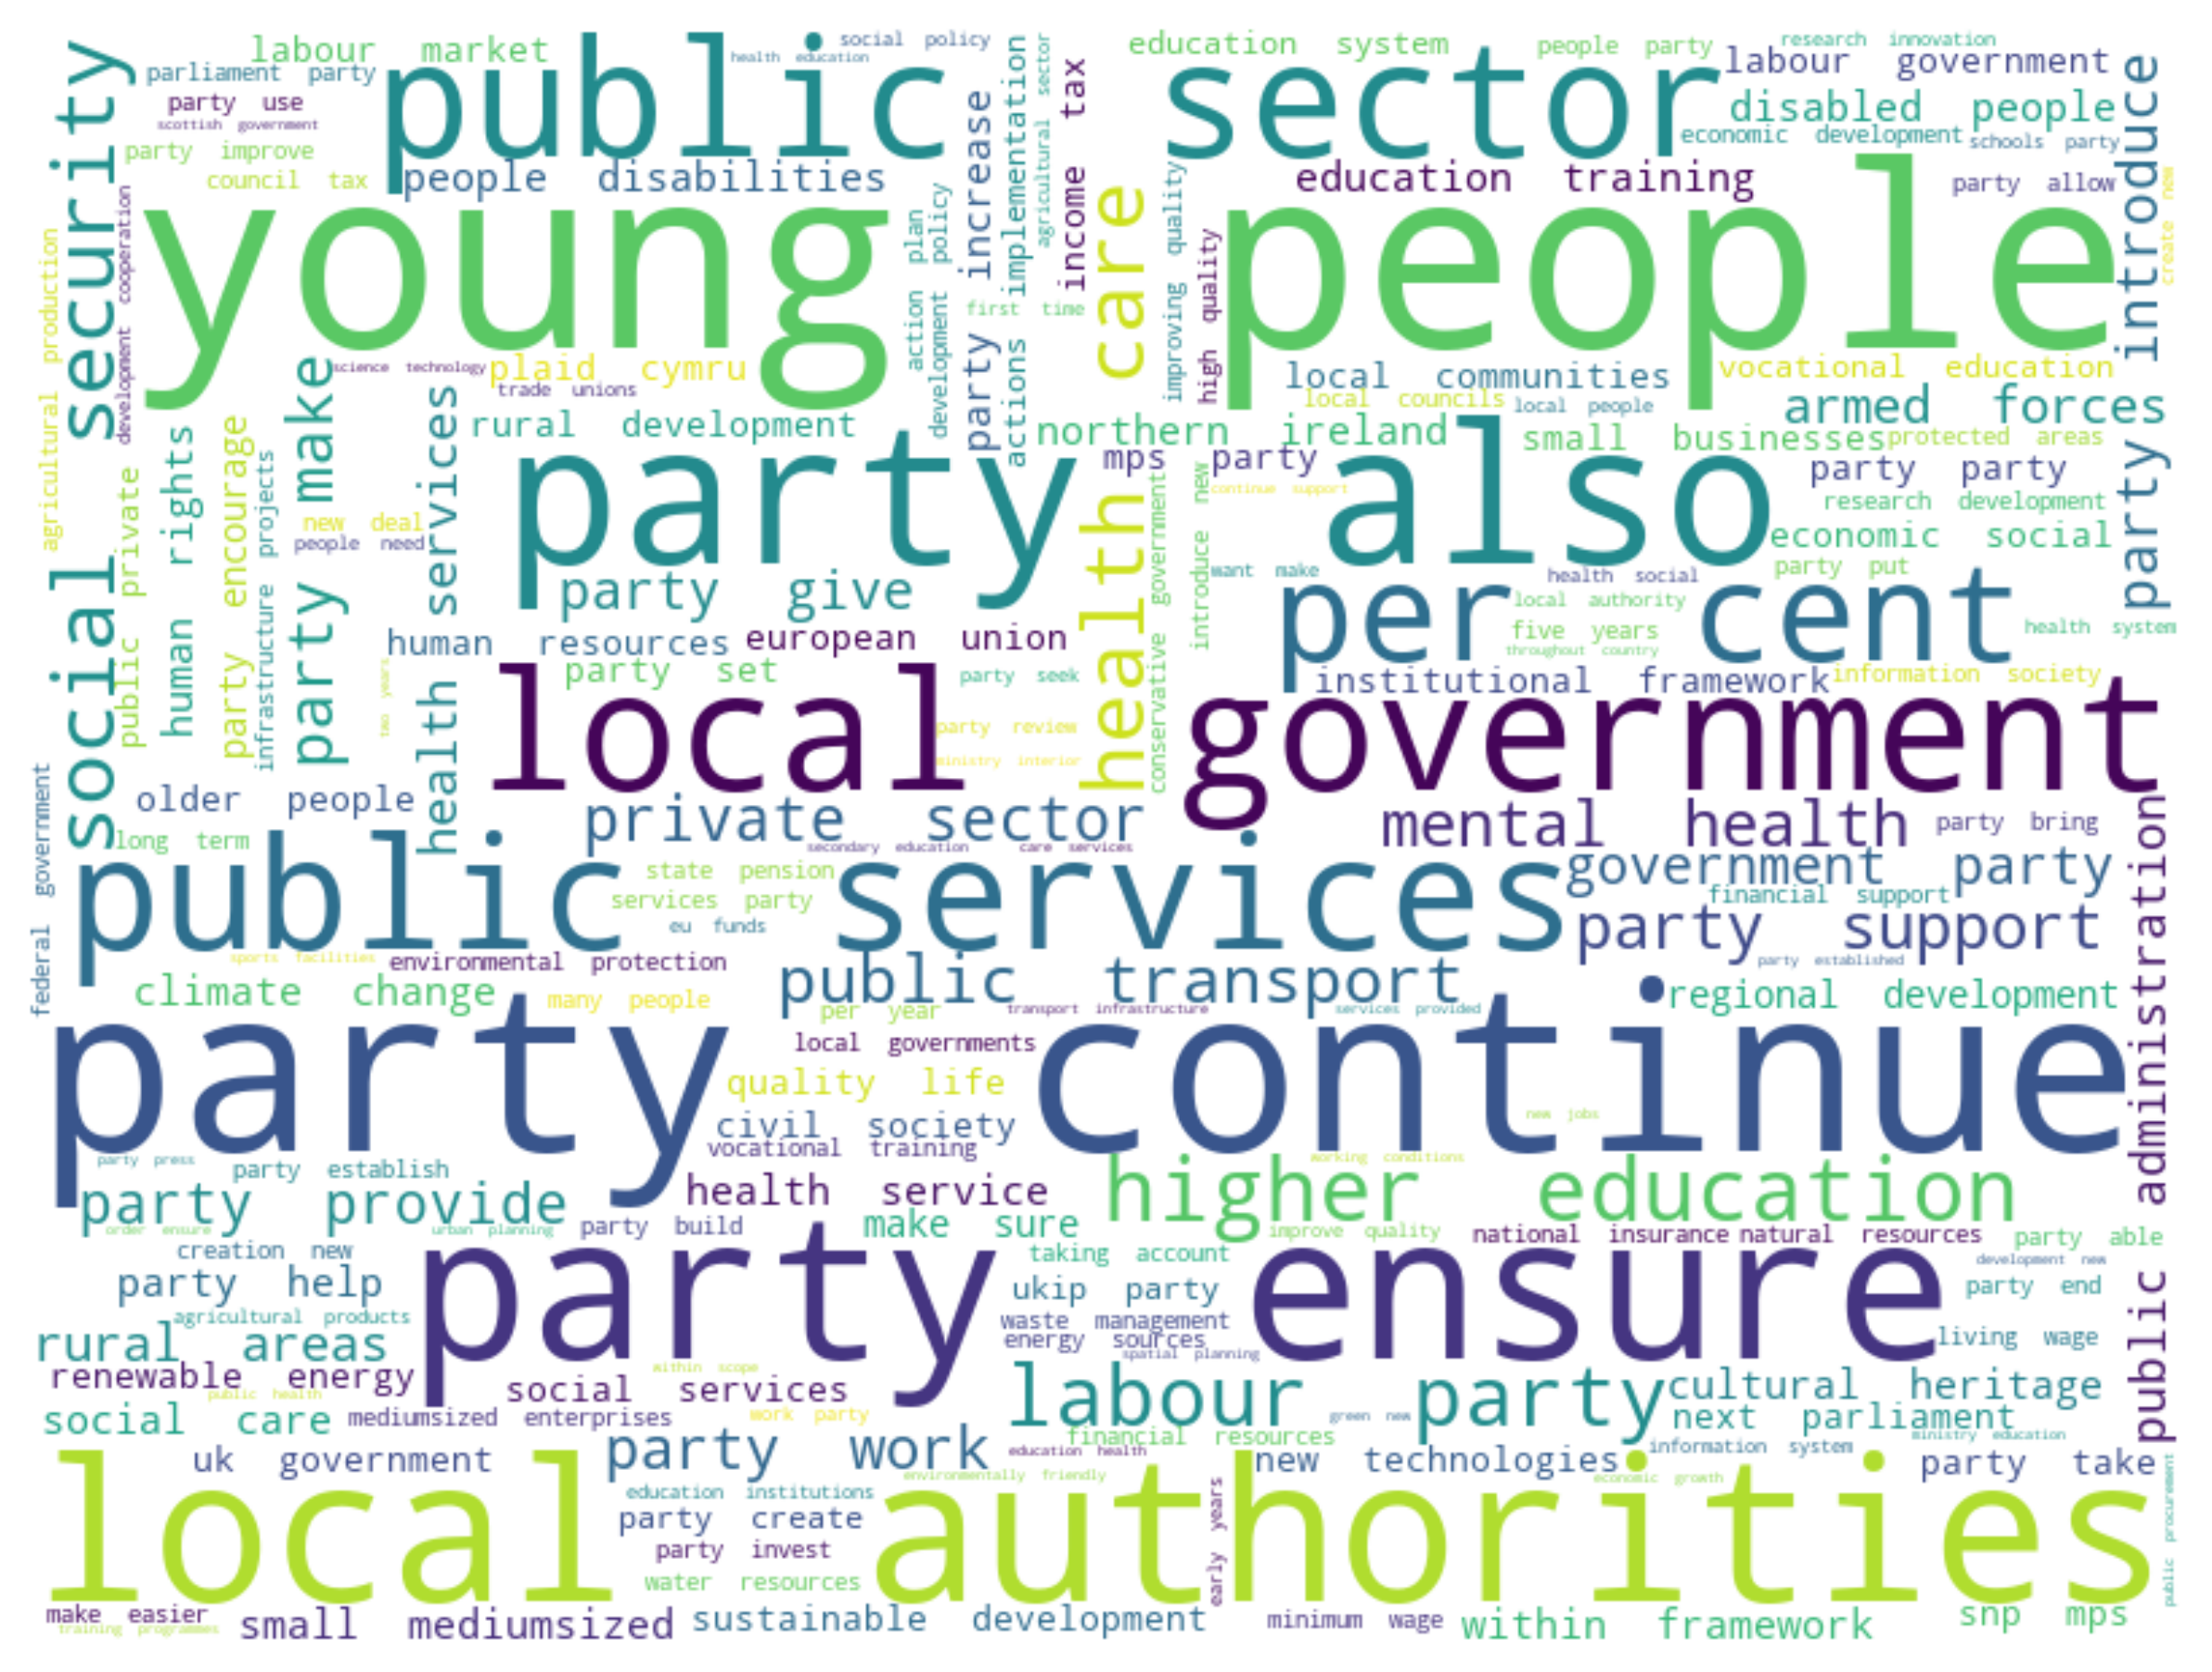 labour market
public
social policy
health education
education system
people party
research innovation
sector
labour government
parliament party
party use
scottish government
disabled people
economic development
schools party
party improve
council tax
people disabilities
education training
party allow
social security
development cooperation
agricultural production
young people
action plan
development policy
party increase
actions implementation
agricultural sector
income tax
first time
health care
improving quality
high quality
party introduce
create new
science technology
plaid cymru
trade unions
local communities
vocational education
local councils
local people
armed forces
rural development
northern ireland
small businesses
protected areas
mps party
party also
continue support
party party
research development
economic social
public private
human rights
party encourage
infrastructure projects
new deal
people need
party make
health services
two years
party give
conservative government
introduce new
want make
health social
party put
per cent
local authority
five years
throughout country
health system
human resources
european union
party set
party seek
institutional framework
information society
local government
party review
ministry interior
federal government
older people
long term
private sector
secondary education
care services
mental health
party bring
public services
state pension
services party
eu funds
government party
financial support
party support
public administration
sports facilities
environmental protection
climate change
many people
public transport
party established
per year
transport infrastructure
services provided
regional development
party continue
local governments
quality life
civil society
vocational training
new jobs
party press
party establish
party provide
health service
working conditions
higher education
order ensure
urban planning
party build
make sure
improve quality
national insurance
natural resources
party able
creation new
taking account
development new
party help
party ensure
ukip party
party end
agricultural products
waste management
energy sources
spatial planning
living wage
rural areas
renewable energy
within scope
public health
social services
labour party
cultural heritage
social care
mediumsized enterprises
work party
green new
next parliament
financial resources
ministry education
uk government
party work
education health
new technologies
information system
party take
environmentally friendly
economic growth
local authorities
education institutions
party create
party invest
early years
public procurement
water resources
make easier
training programmes
small mediumsized
sustainable development
minimum wage
within framework
snp mps